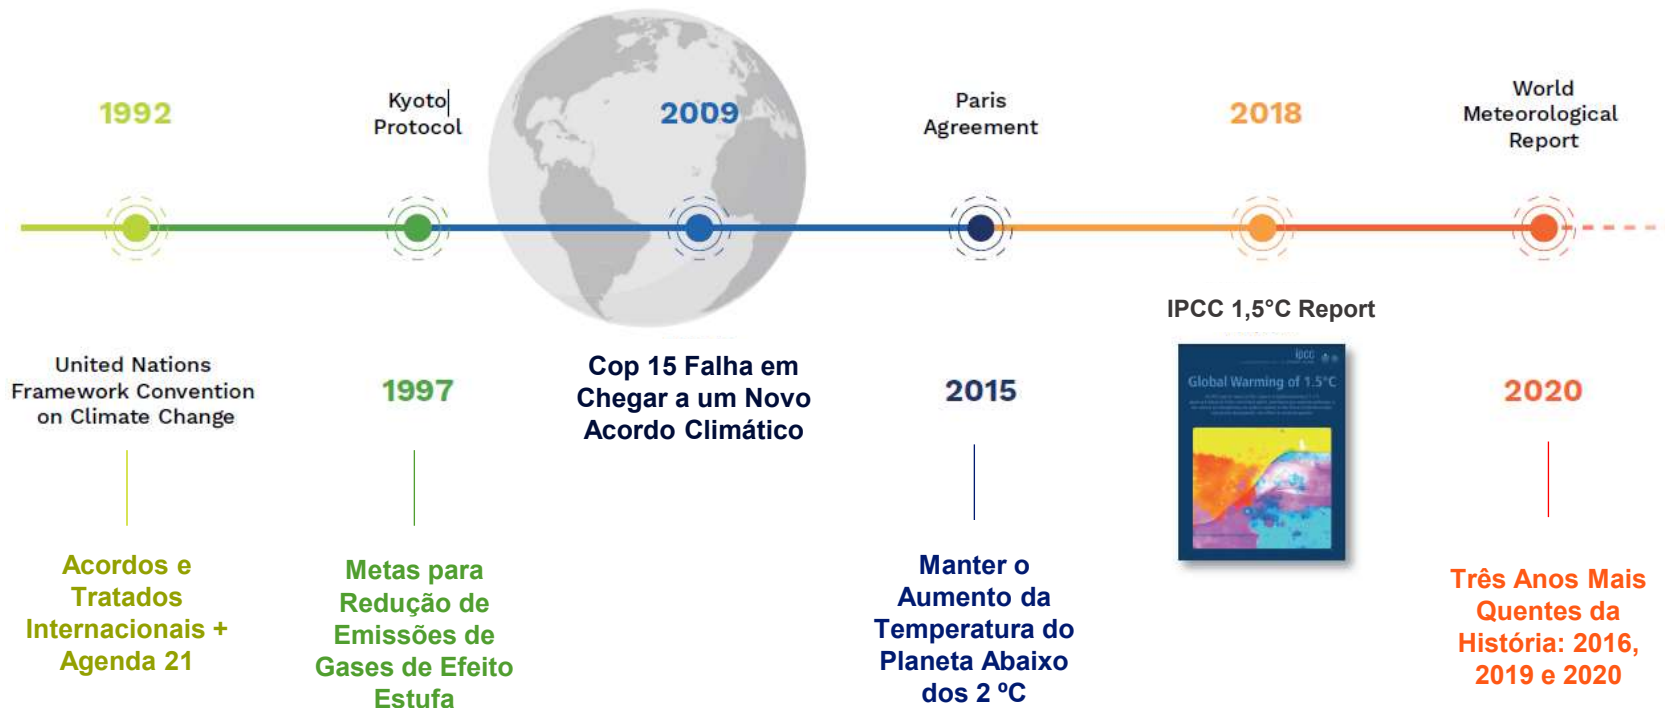 1992
Kyoto
Protocol
2009
Paris
Agreement
2018
World
Meteorological
Report
United Nations
Framework Convention
on Climate Change
1997
Cop 15 Falha em
Chegar a um Novo
Acordo Climático
2015
IPCC 1,5°C Report
ipcc
Global Warming of 1.5°C
2020
Acordos e
Tratados
Internacionais +
Agenda 21
Metas para
Redução de
Emissões de
Gases de Efeito
Estufa
Manter o
Aumento da
Temperatura do
Planeta Abaixo
dos 2 ºC
Três Anos Mais
Quentes da
História: 2016,
2019 e 2020